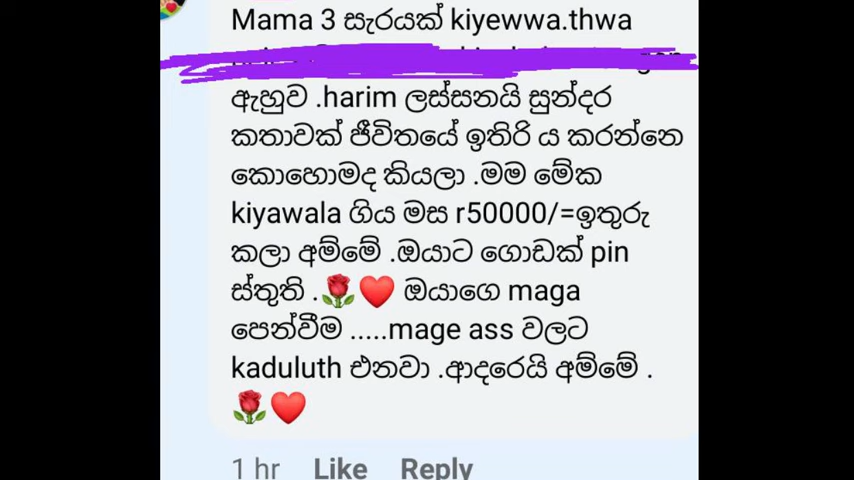 Mama 3 සැරයක් kiyewwa.thwa
ඇහුව .harim ලස්සනයි සුන්දර
කතාවක් ජීවිතයේ ඉතිරි ය කරන්නෙ
කොහොමද කියලා .මම මේක
kiyawala ගිය මස r50000/=ඉතුරු
කලා අම්මේ .ඔයාට ගොඩක් pin
ස්තුති .🌹❤️ ඔයාගෙ maga
පෙන්වීම .....mage ass වලට
kaduluth එනවා .ආදරෙයි අම්මේ .
🌹❤️
1 hr Like Reply